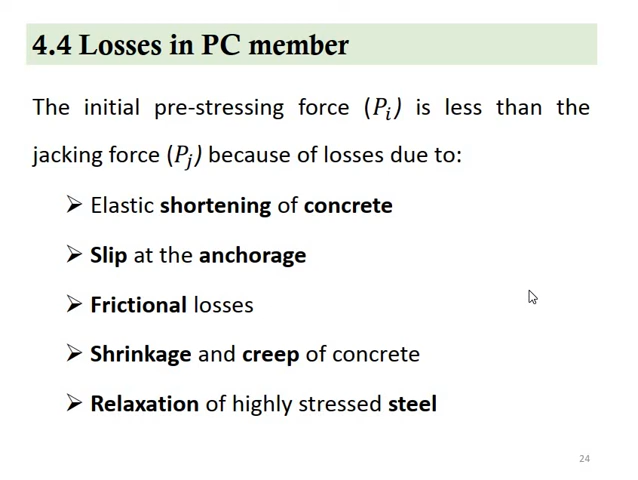 4.4 Losses in PC member
The initial pre-stressing force (Pᵢ) is less than the
jacking force (Pⱼ) because of losses due to:
➢ Elastic shortening of concrete
➢ Slip at the anchorage
➢ Frictional losses
➢ Shrinkage and creep of concrete
➢ Relaxation of highly stressed steel
24